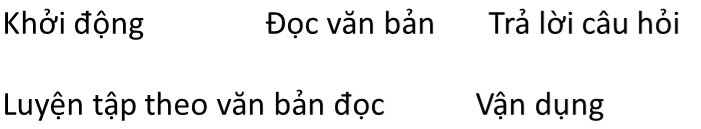 Khởi động Đọc văn bản Trả lời câu hỏi
Luyện tập theo văn bản đọc Vận dụng